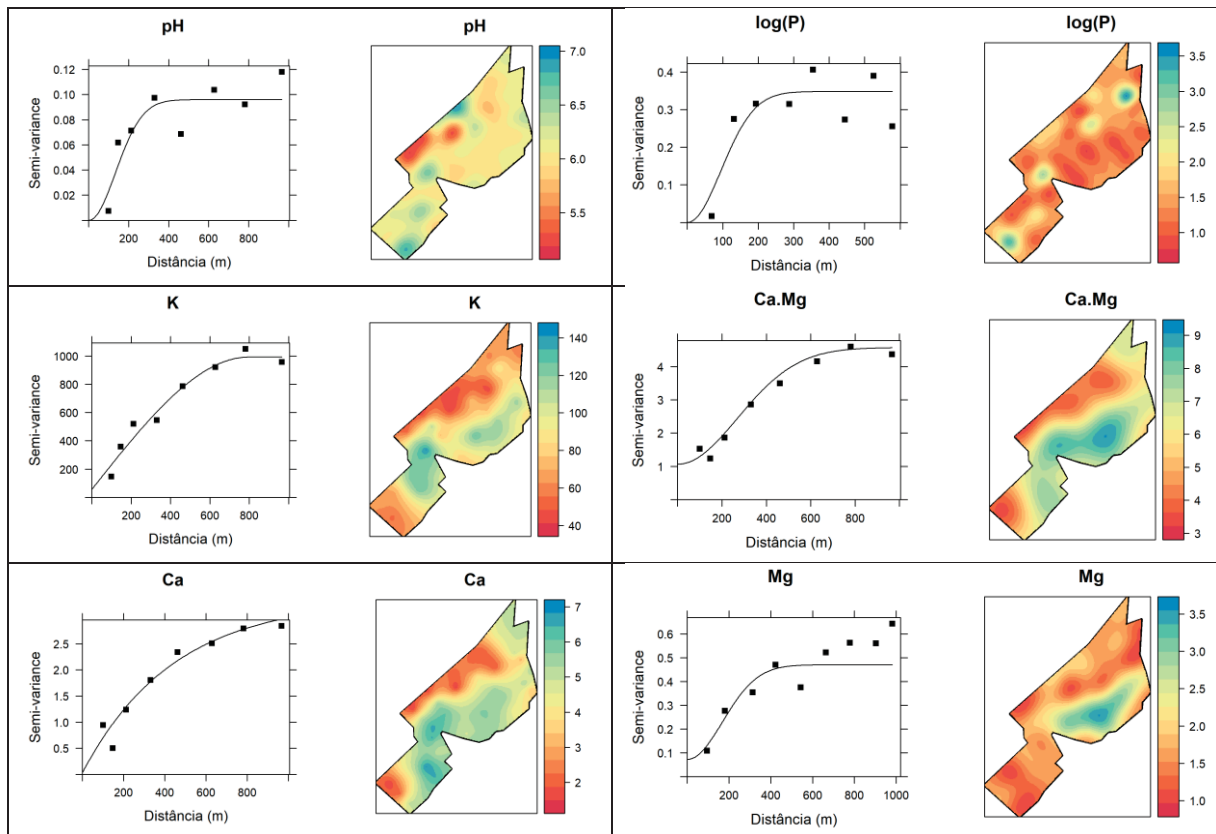 pH
pH
0.12
0.10
0.08
0.06
0.04
0.02
Semi-variance
200 400 600 800
Distância (m)
7.0
6.5
6.0
5.5
log(P)
log(P)
0.4
0.3
0.2
0.1
Semi-variance
100 200 300 400 500
Distância (m)
3.5
3.0
2.5
2.0
1.5
1.0
K
K
1000
800
600
400
200
Semi-variance
200 400 600 800
Distância (m)
140
120
100
80
60
40
Ca.Mg
Ca.Mg
4
3
2
1
Semi-variance
200 400 600 800
Distância (m)
9
8
7
6
5
4
3
Ca
Ca
2.5
2.0
1.5
1.0
0.5
Semi-variance
200 400 600 800
Distância (m)
7
6
5
4
3
2
Mg
Mg
0.6
0.5
0.4
0.3
0.2
0.1
Semi-variance
200 400 600 800 1000
Distância (m)
3.5
3.0
2.5
2.0
1.5
1.0